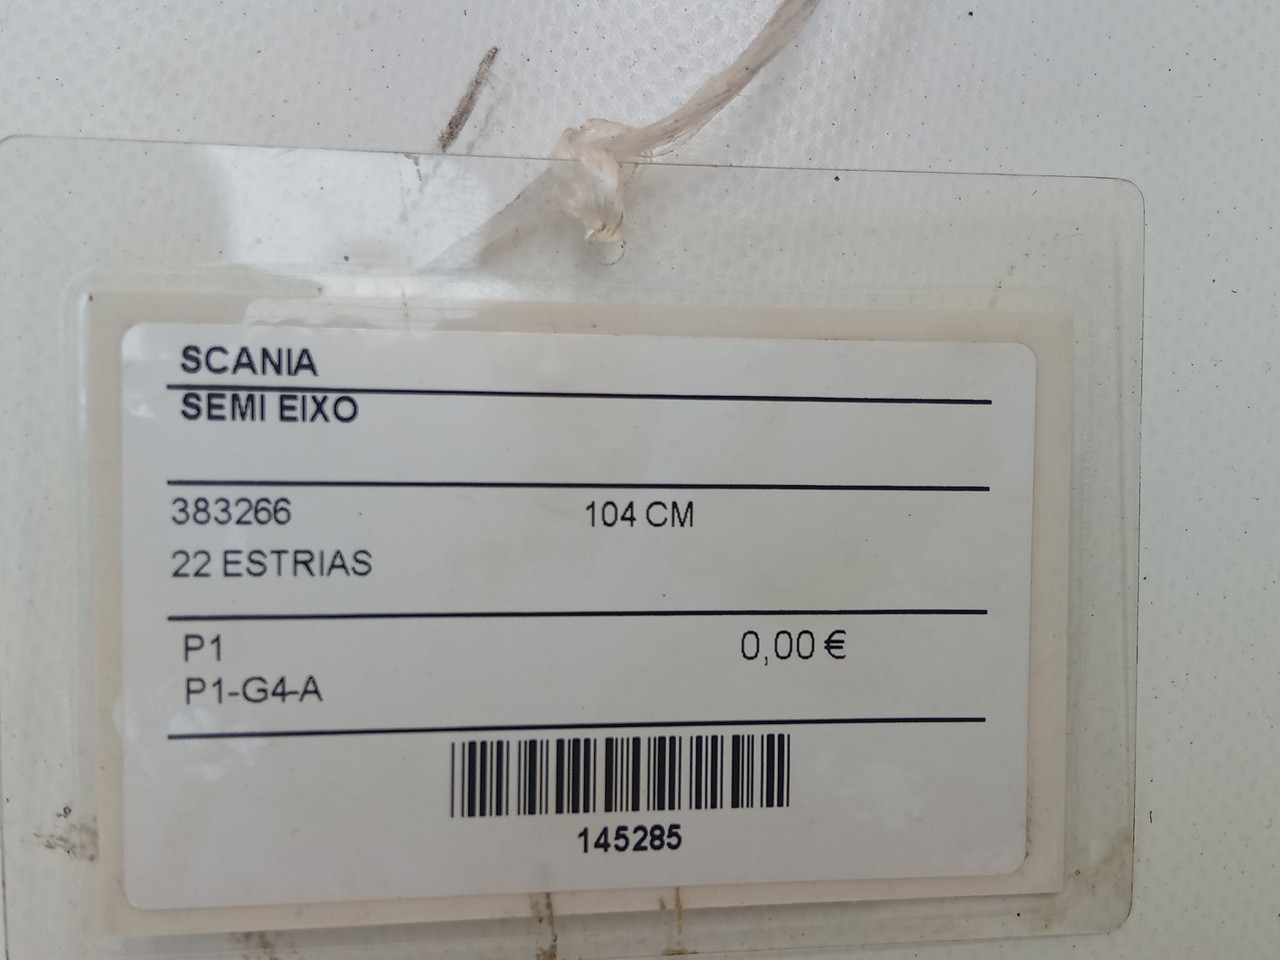 SCANIA
SEMI EIXO
383266 104 CM
22 ESTRIAS
P1 0,00 €
P1-G4-A
145285